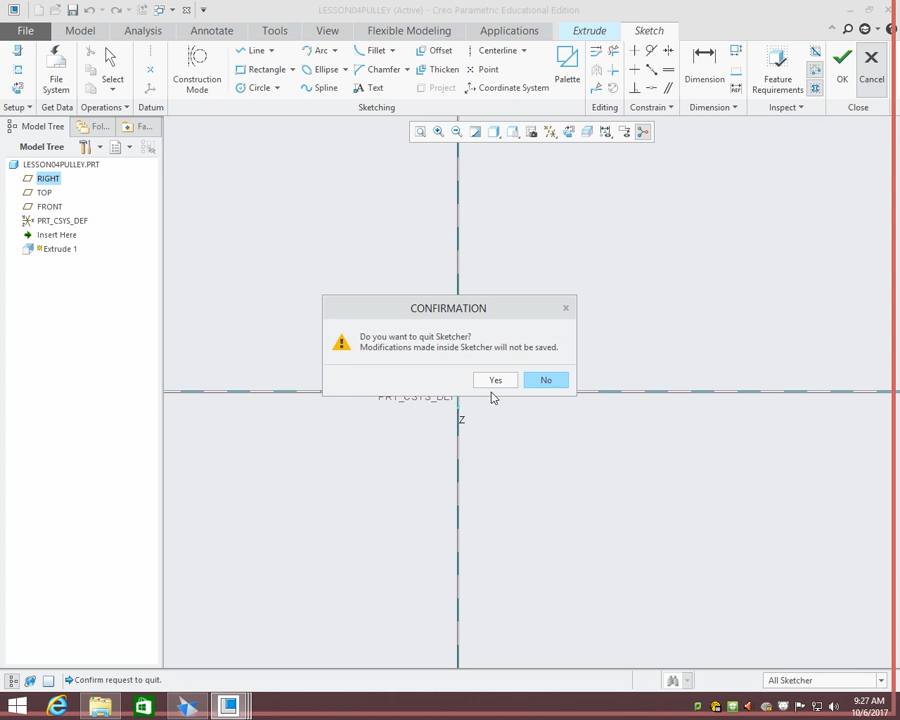 LESSON04PULLEY (Active) - Creo Parametric Educational Edition
File Model Analysis Annotate Tools View Flexible Modeling Applications Extrude Sketch
Line Arc Fillet Offset Centerline
Rectangle Ellipse Chamfer Thicken Point
Circle Spline Text Project Coordinate System
File System Select Construction Mode Palette Dimension Feature Requirements OK Cancel
Setup Get Data Operations Datum Sketching Editing Constrain Dimension Inspect Close
Model Tree Fol... Fa...
Model Tree
LESSON04PULLEY.PRT
RIGHT
TOP
FRONT
PRT_CSYS_DEF
Insert Here
Extrude 1
CONFIRMATION
Do you want to quit Sketcher?
Modifications made inside Sketcher will not be saved.
Yes No
PRT_CSYS_DEF
Z
Confirm request to quit.
All Sketcher
9:27 AM
10/6/2017